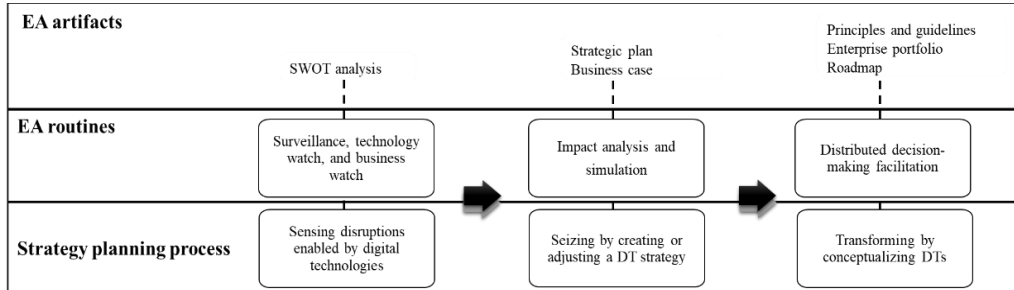 EA artifacts
SWOT analysis
Strategic plan
Business case
Principles and guidelines
Enterprise portfolio
Roadmap
EA routines
Surveillance, technology
watch, and business
watch
Impact analysis and
simulation
Distributed decision-
making facilitation
Strategy planning process
Sensing disruptions
enabled by digital
technologies
Seizing by creating or
adjusting a DT strategy
Transforming by
conceptualizing DTs